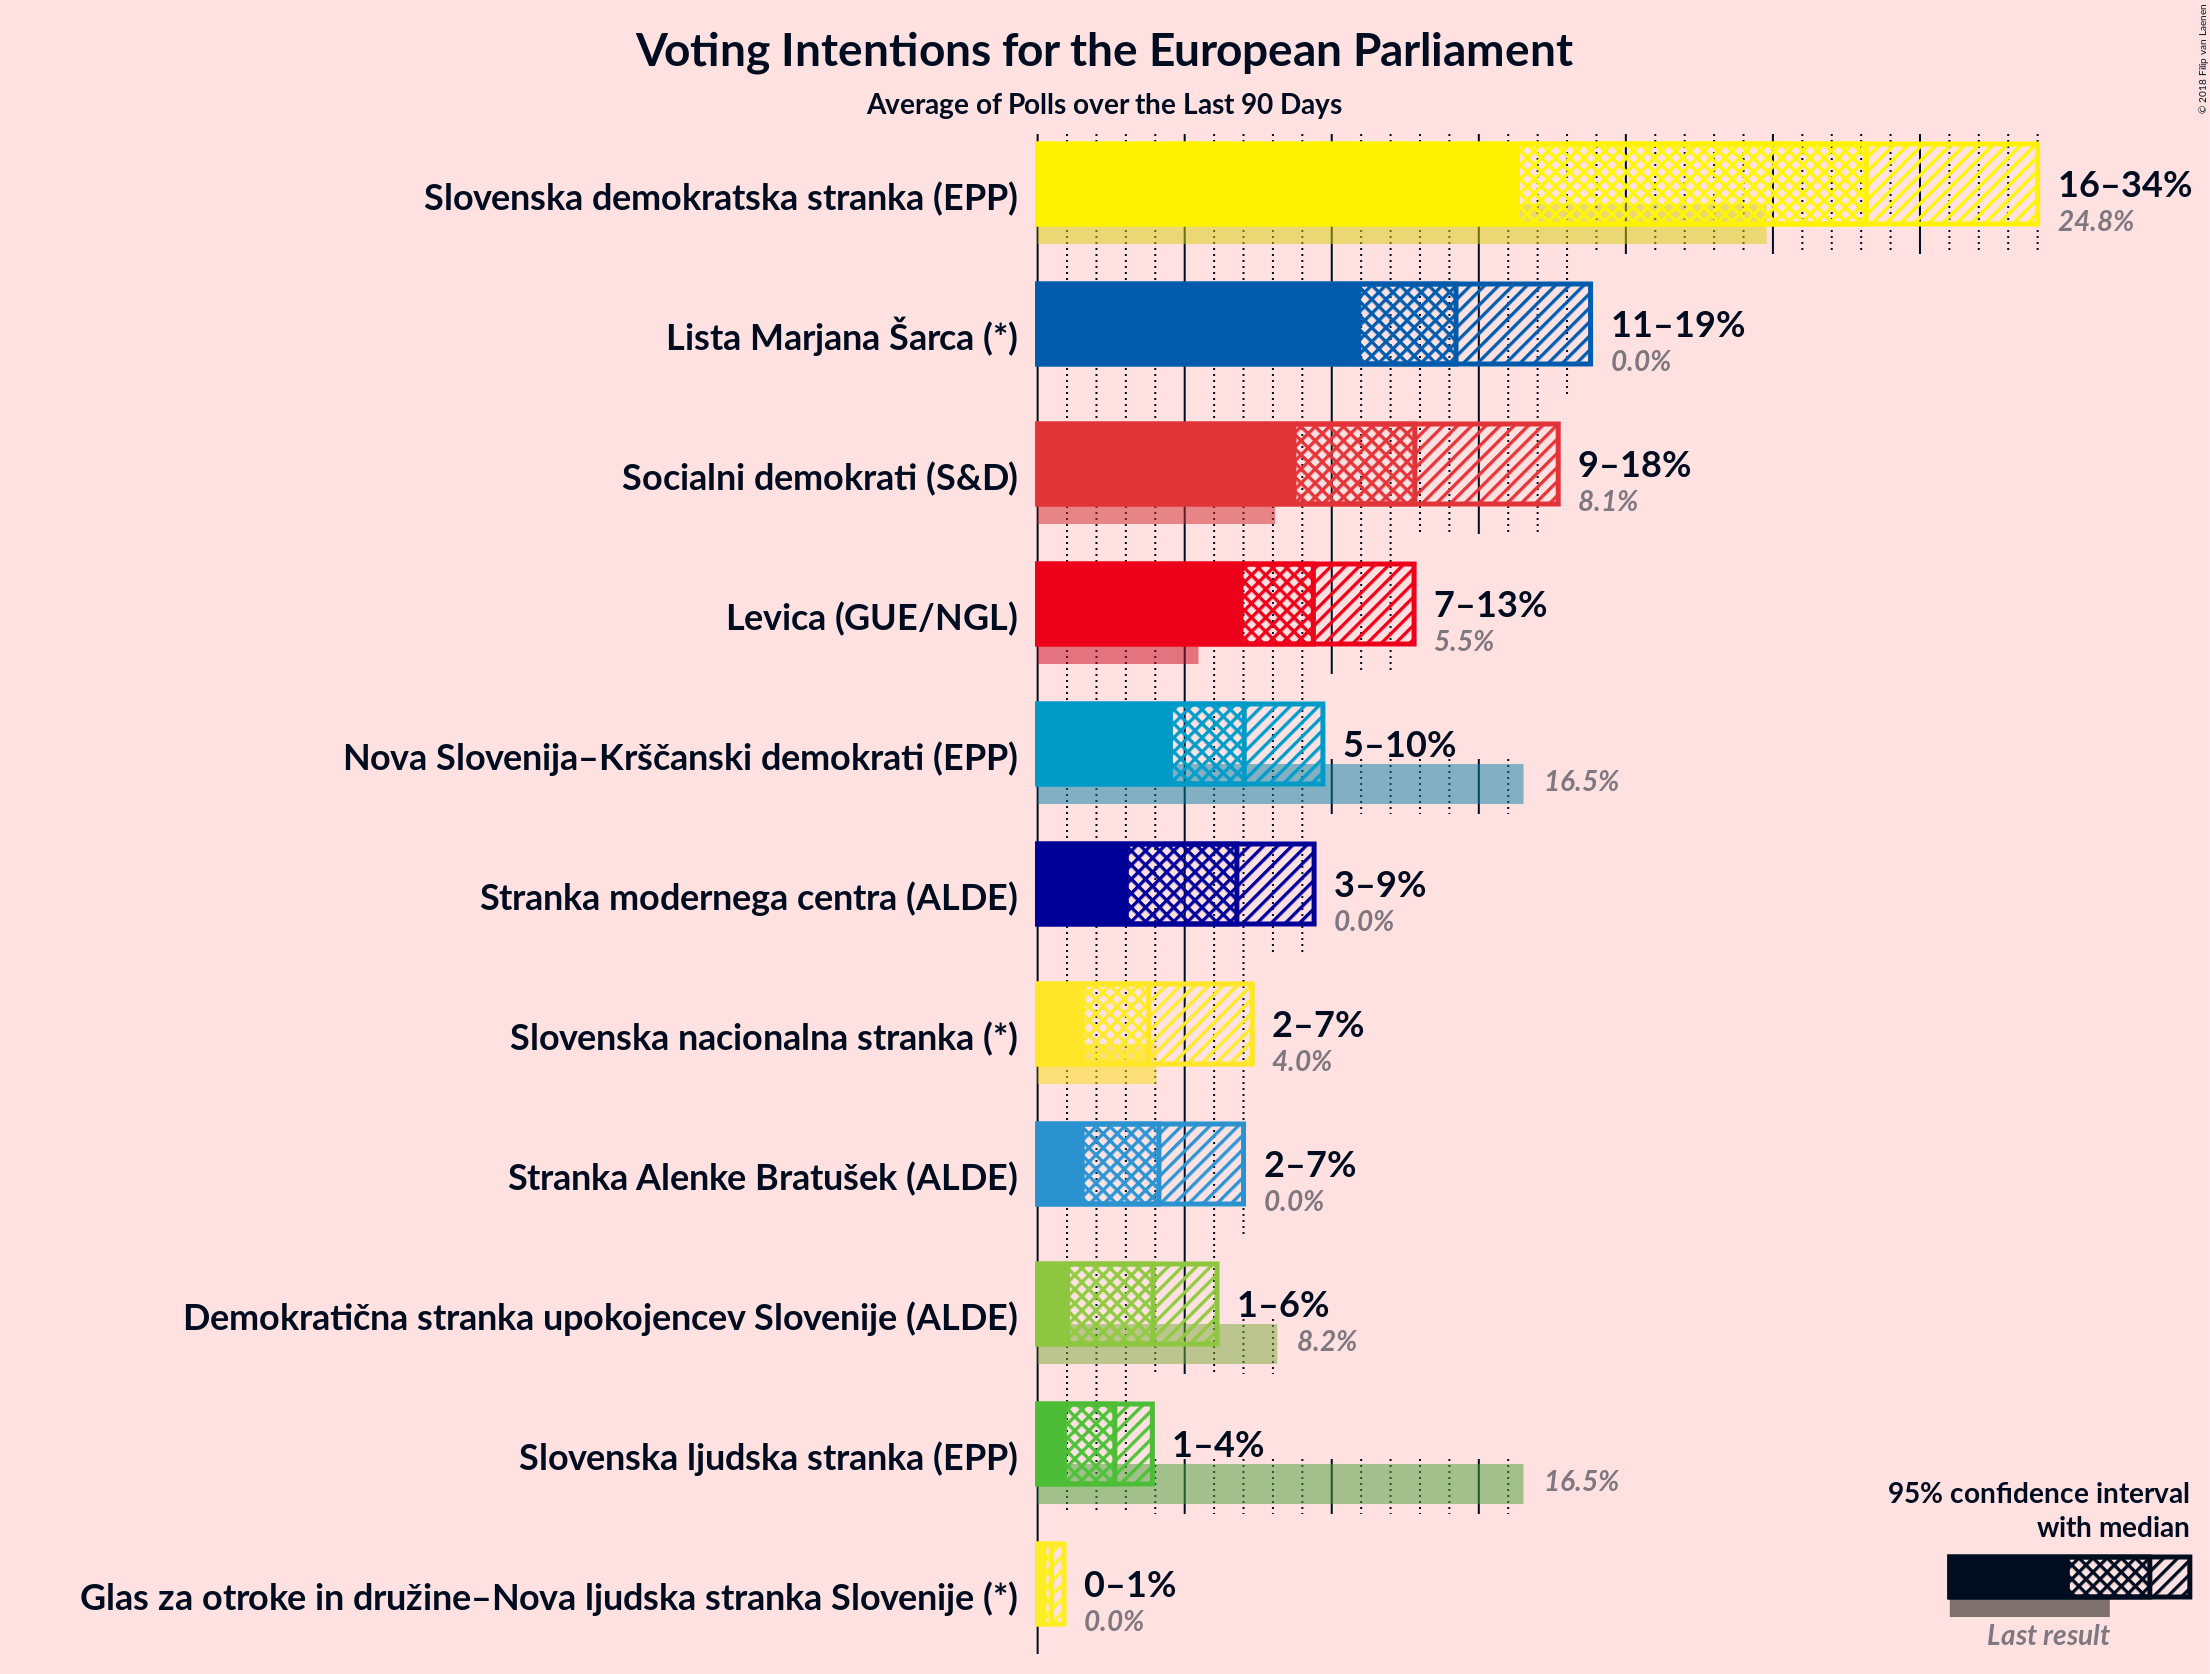 Voting Intentions for the European Parliament
Average of Polls over the Last 90 Days
© 2018 Filip van Laenen
Slovenska demokratska stranka (EPP)
16–34%
24.8%
Lista Marjana Šarca (*)
11–19%
0.0%
Socialni demokrati (S&D)
9–18%
8.1%
Levica (GUE/NGL)
7–13%
5.5%
Nova Slovenija–Krščanski demokrati (EPP)
5–10%
16.5%
Stranka modernega centra (ALDE)
3–9%
0.0%
Slovenska nacionalna stranka (*)
2–7%
4.0%
Stranka Alenke Bratušek (ALDE)
2–7%
0.0%
Demokratična stranka upokojencev Slovenije (ALDE)
1–6%
8.2%
Slovenska ljudska stranka (EPP)
1–4%
16.5%
Glas za otroke in družine–Nova ljudska stranka Slovenije (*)
0–1%
0.0%
95% confidence interval
with median
Last result